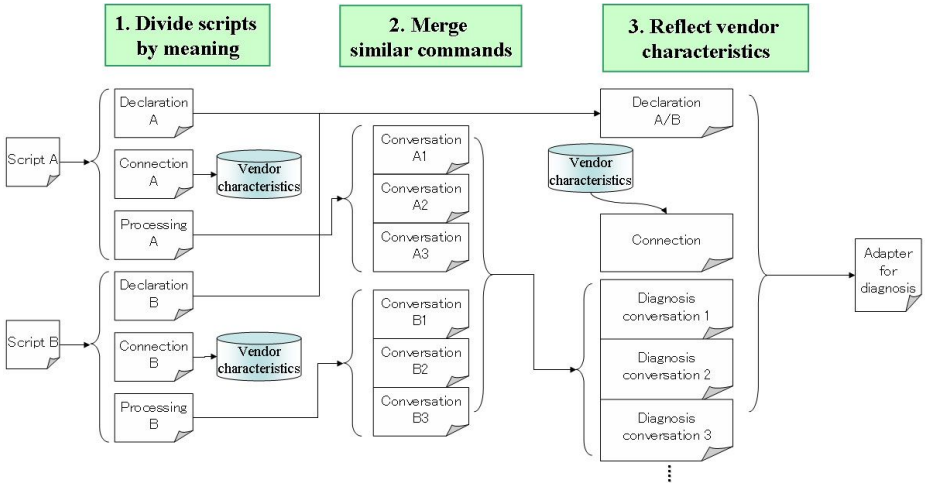 1. Divide scripts
by meaning
2. Merge
similar commands
3. Reflect vendor
characteristics
Script A
Declaration
A
Connection
A
Processing
A
Vendor
characteristics
Script B
Declaration
B
Connection
B
Processing
B
Vendor
characteristics
Conversation
A1
Conversation
A2
Conversation
A3
Conversation
B1
Conversation
B2
Conversation
B3
Declaration
A/B
Vendor
characteristics
Connection
Diagnosis
conversation 1
Diagnosis
conversation 2
Diagnosis
conversation 3
Adapter
for
diagnosis